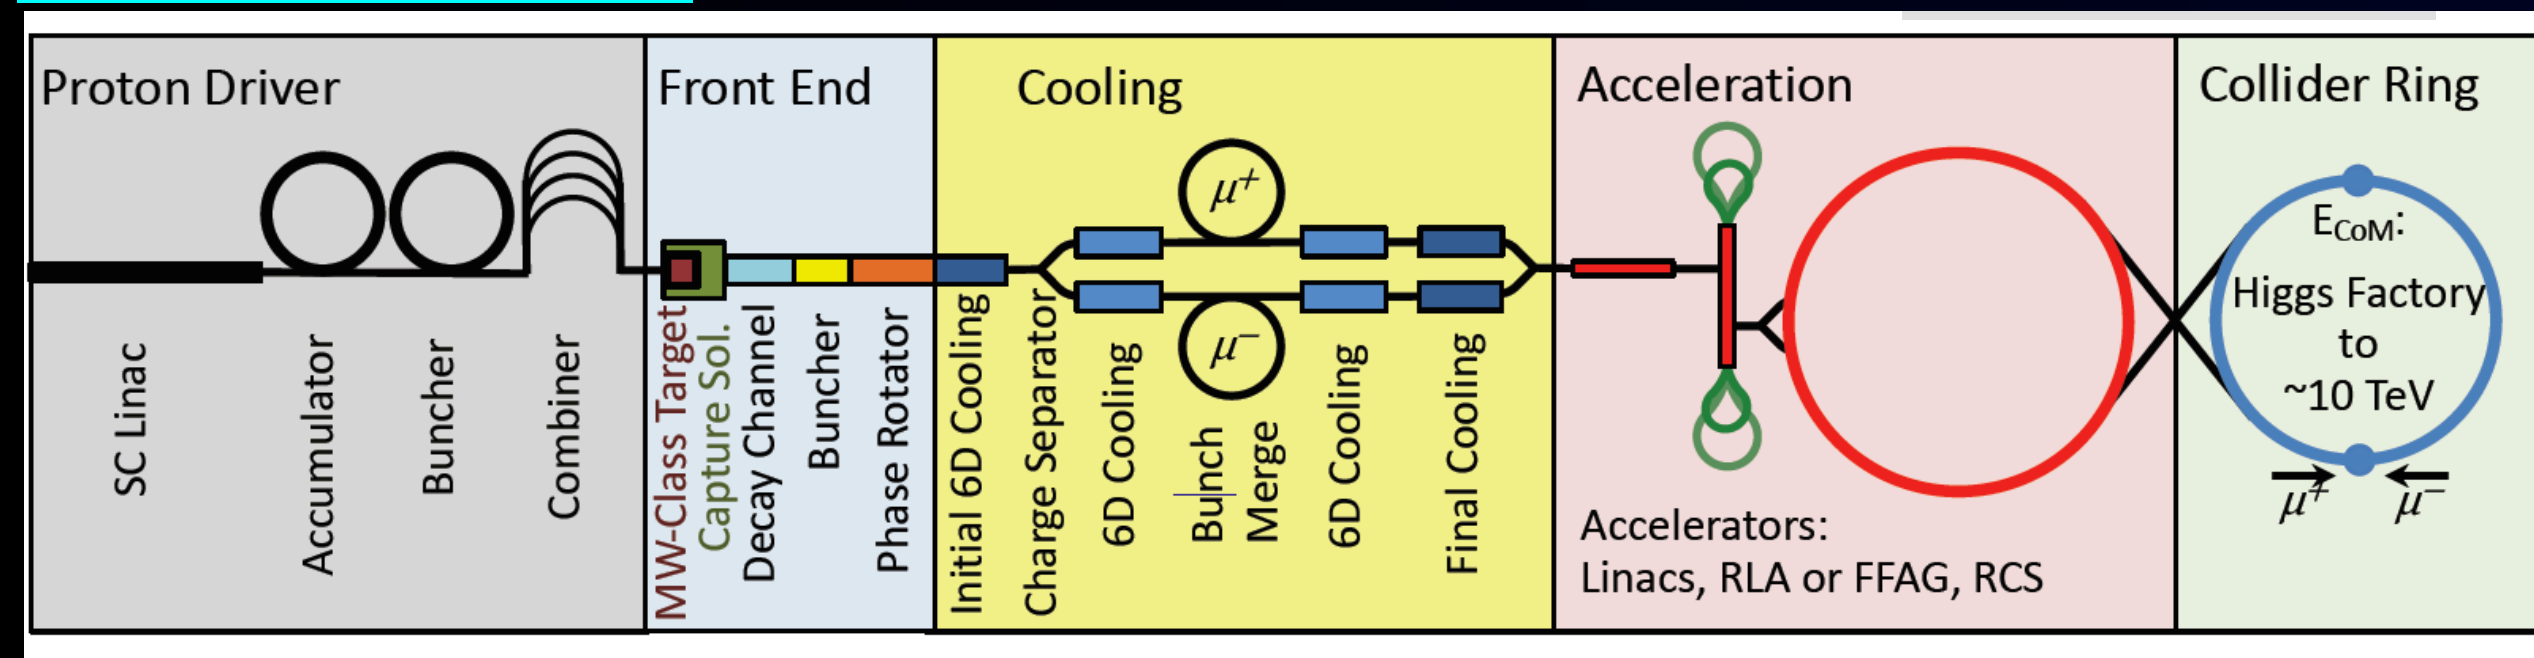 Proton Driver
SC Linac
Accumulator
Buncher
Combiner
Front End
MW-Class Target
Capture Sol.
Decay Channel
Buncher
Phase Rotator
Cooling
μ+
μ−
Initial 6D Cooling
Charge Separator
6D Cooling
Bunch
Merge
6D Cooling
Final Cooling
Acceleration
Accelerators:
Linacs, RLA or FFAG, RCS
Collider Ring
ECoM:
Higgs Factory
to
~10 TeV
μ+ μ−